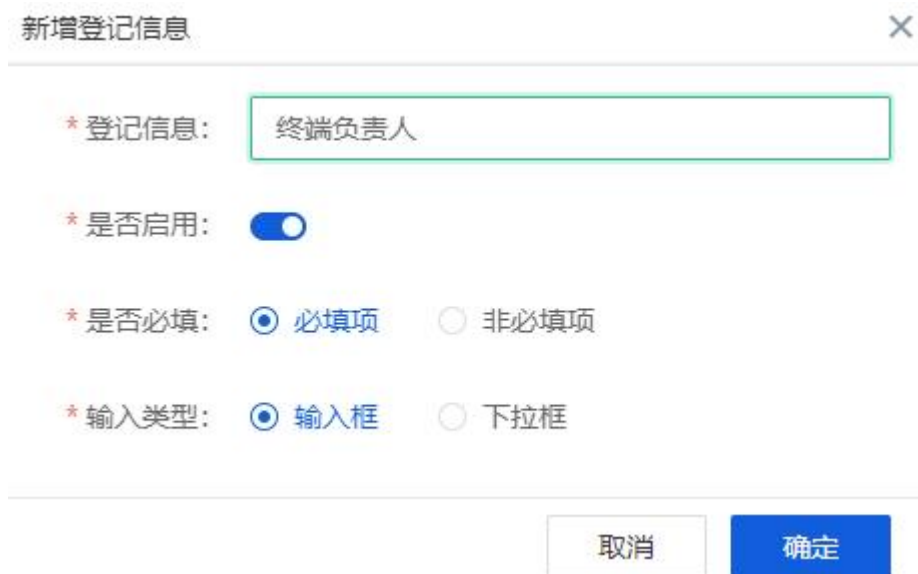 新增登记信息
* 登记信息： 终端负责人
* 是否启用：
* 是否必填： 必填项 非必填项
* 输入类型： 输入框 下拉框
取消 确定